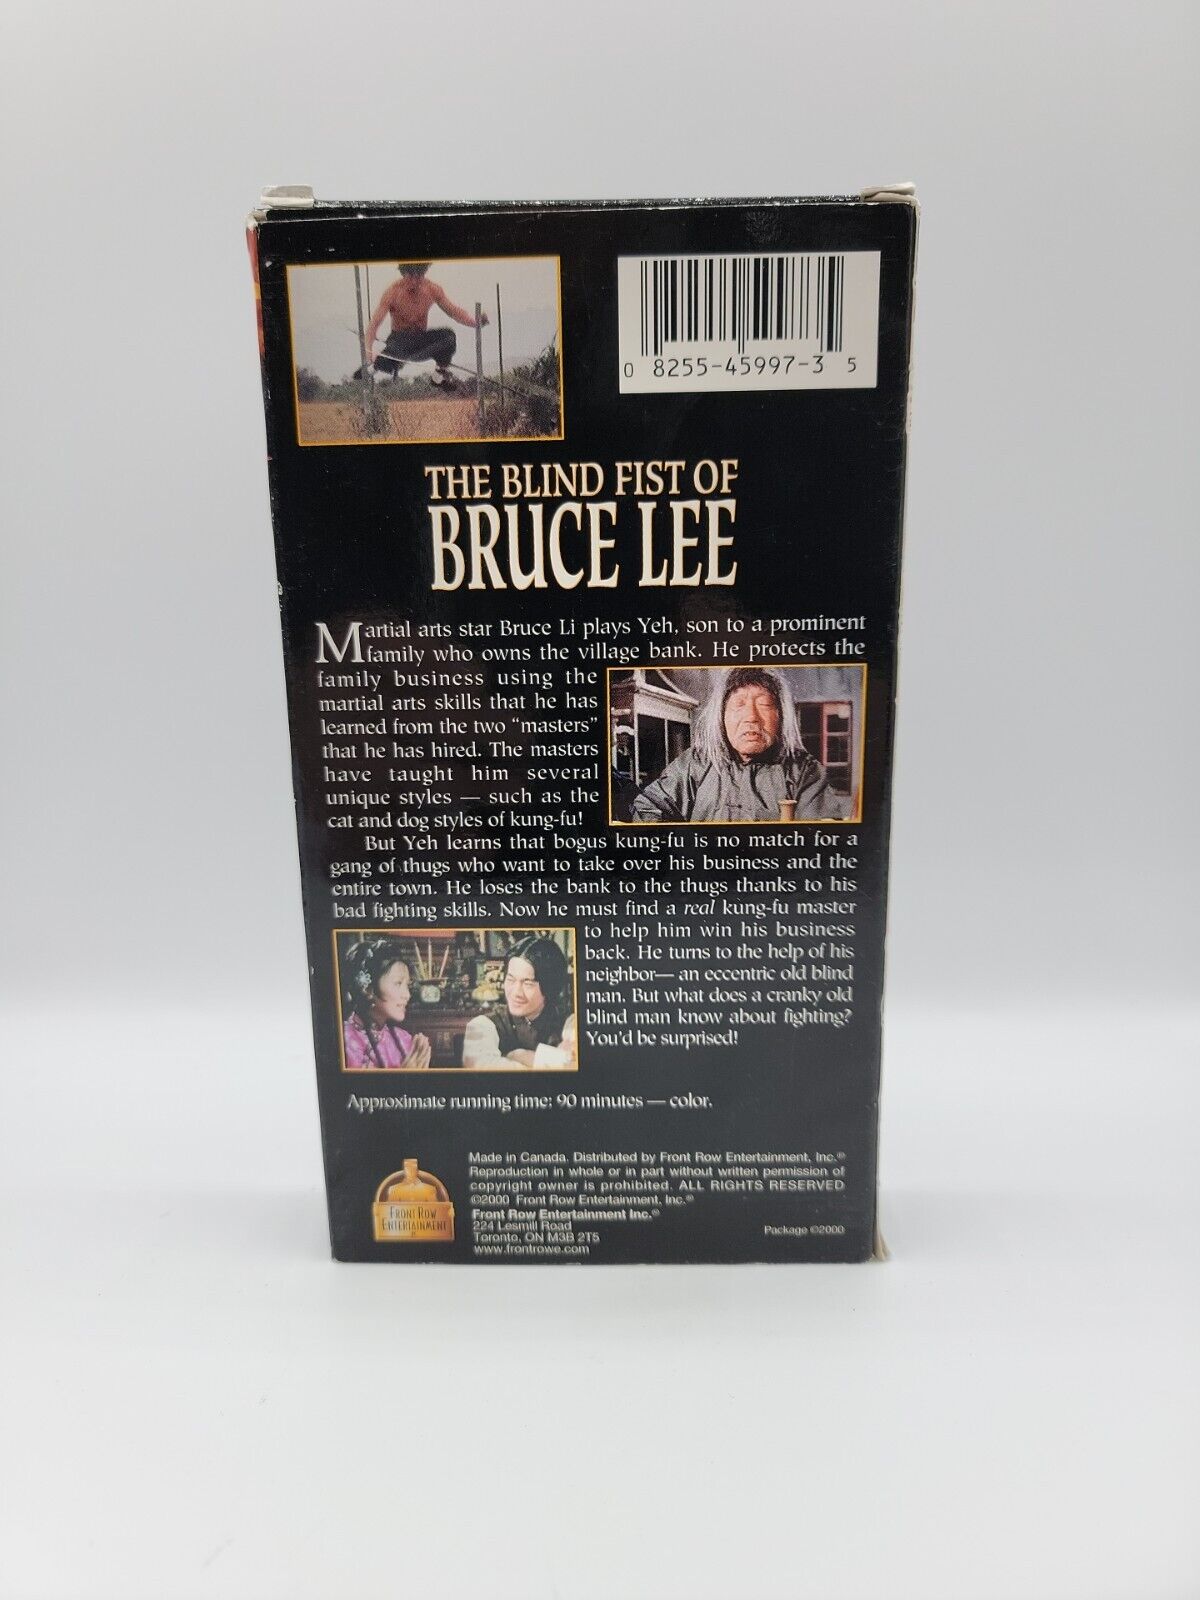 0 8255-45997-3 5
THE BLIND FIST OF
BRUCE LEE
Martial arts star Bruce Li plays Yeh, son to a prominent
family who owns the village bank. He protects the
family business using the
martial arts skills that he has
learned from the two “masters”
that he has hired. The masters
have taught him several
unique styles — such as the
cat and dog styles of kung-fu!
But Yeh learns that bogus kung-fu is no match for a
gang of thugs who want to take over his business and the
entire town. He loses the bank to the thugs thanks to his
bad fighting skills. Now he must find a real kung-fu master
to help him win his business
back. He turns to the help of his
neighbor— an eccentric old blind
man. But what does a cranky old
blind man know about fighting?
You'd be surprised!
Approximate running time: 90 minutes — color.
Made in Canada. Distributed by Front Row Entertainment, Inc.®
Reproduction in whole or in part without written permission of
copyright owner is prohibited. ALL RIGHTS RESERVED
©2000 Front Row Entertainment, Inc.®
Front Row Entertainment Inc.®
224 Lesmill Road
Toronto, ON M3B 2T5
www.frontrowe.com
Package ©2000
FRONT ROW
ENTERTAINMENT